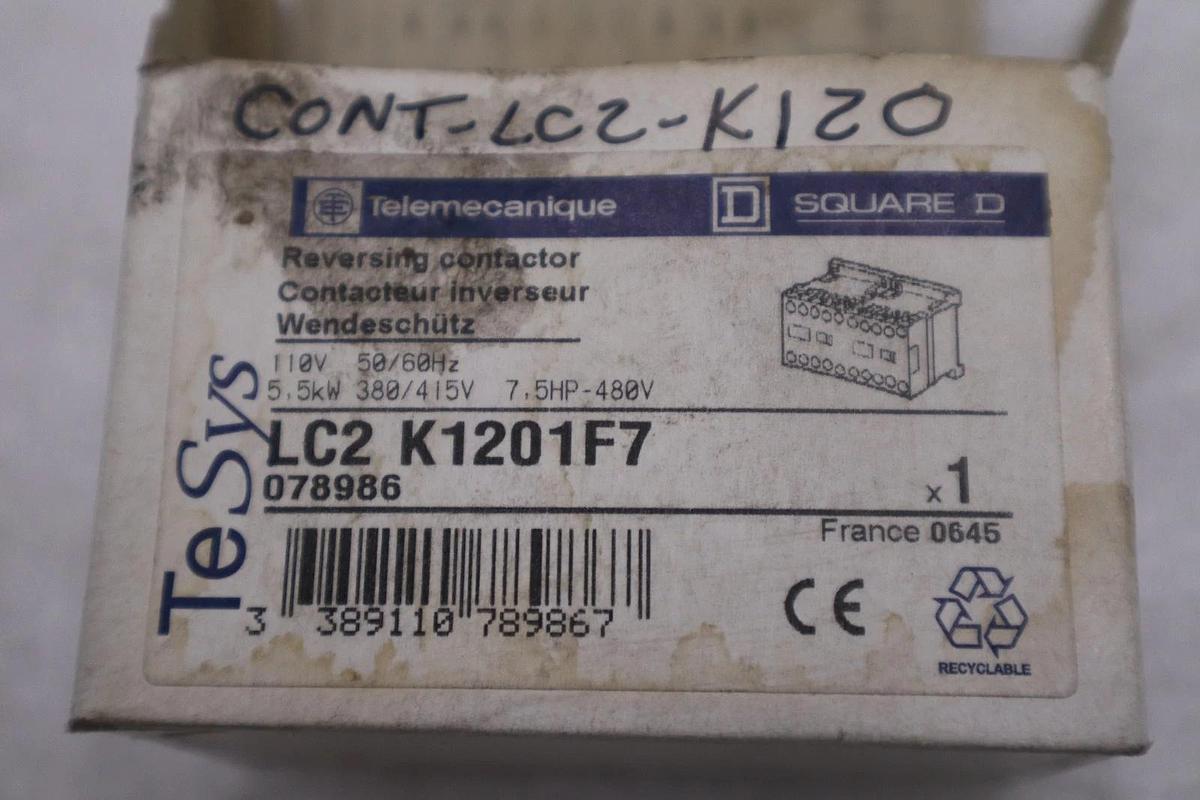 CONT-LC2-K120
Telemecanique D SQUARE D
Reversing contactor
Contacteur inverseur
Wendeschütz
110V 50/60Hz
5.5kW 380/415V 7.5HP-480V
TeSys
LC2 K1201F7
078986
x1
France 0645
3 389110 789867
CE
RECYCLABLE